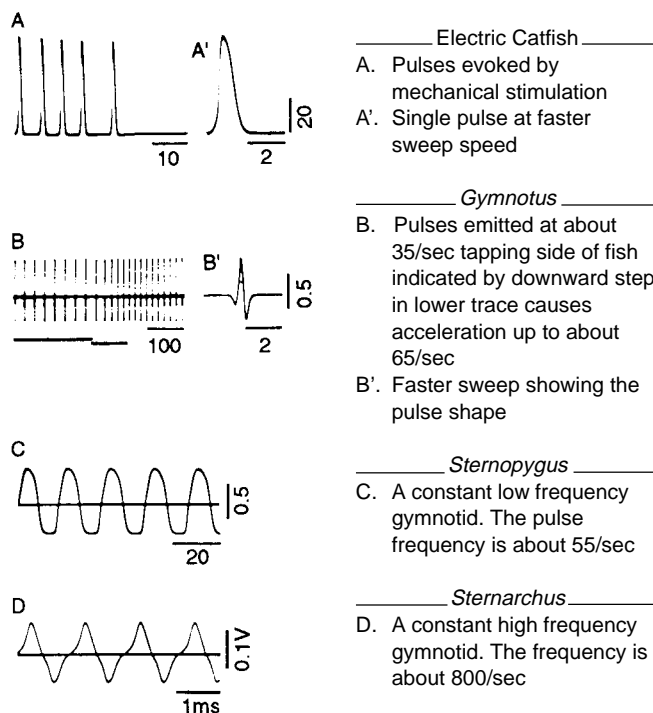 A
A'
10
2
20
Electric Catfish
A. Pulses evoked by
mechanical stimulation
A'. Single pulse at faster
sweep speed
B
B'
100
2
0.5
Gymnotus
B. Pulses emitted at about
35/sec tapping side of fish
indicated by downward step
in lower trace causes
acceleration up to about
65/sec
B'. Faster sweep showing the
pulse shape
C
0.5
20
Sternopygus
C. A constant low frequency
gymnotid. The pulse
frequency is about 55/sec
D
0.1V
1ms
Sternarchus
D. A constant high frequency
gymnotid. The frequency is
about 800/sec